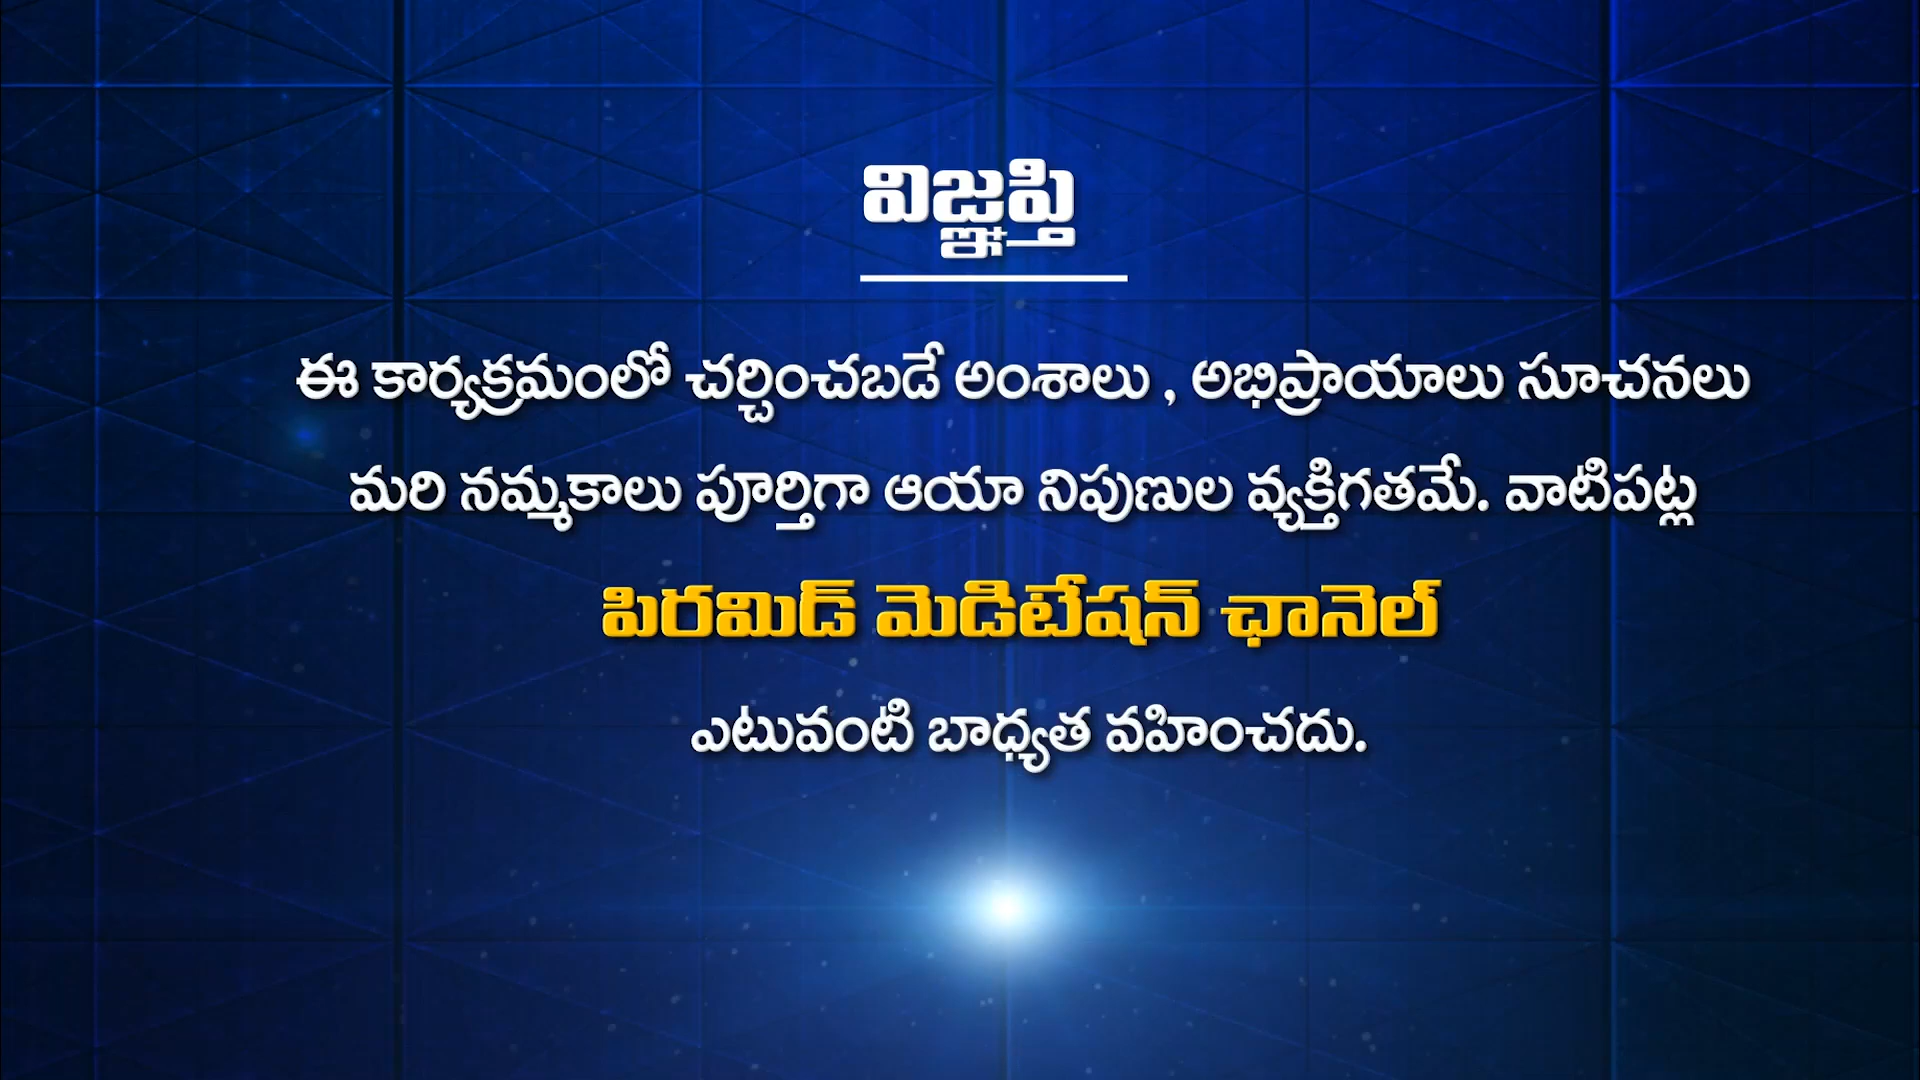 విజ్ఞప్తి
ఈ కార్యక్రమంలో చర్చించబడే అంశాలు , అభిప్రాయాలు సూచనలు
మరి నమ్మకాలు పూర్తిగా ఆయా నిపుణుల వ్యక్తిగతమే. వాటిపట్ల
పిరమిడ్ మెడిటేషన్ ఛానెల్
ఎటువంటి బాధ్యత వహించదు.